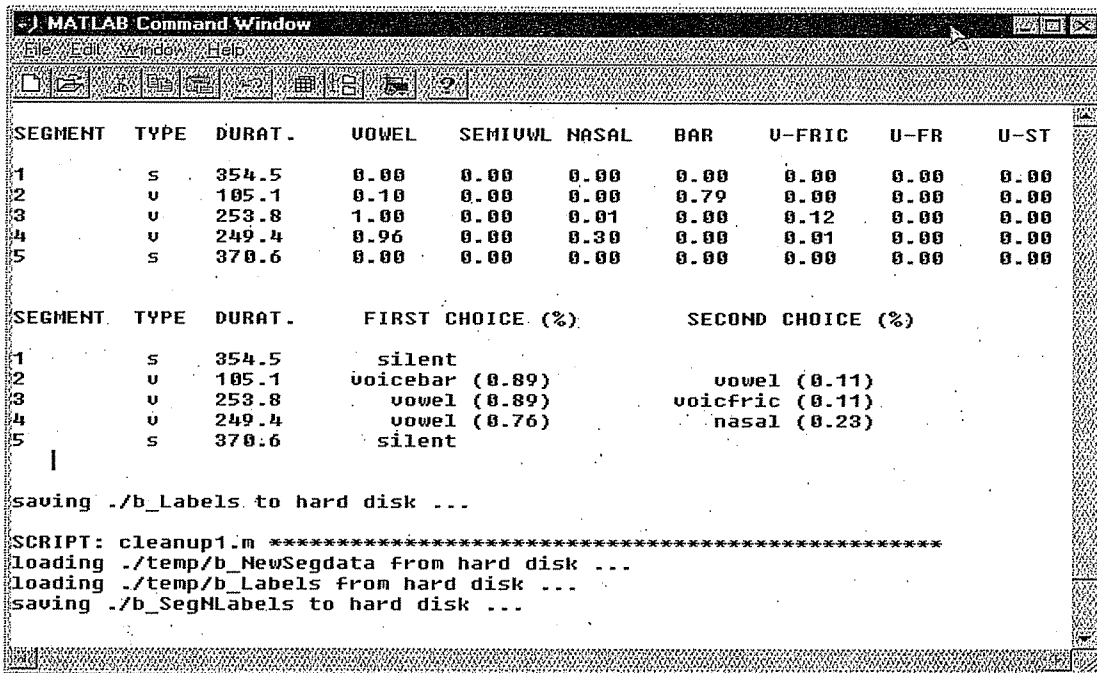 MATLAB Command Window
File Edit Window Help
SEGMENT TYPE DURAT. VOWEL SEMIVWL NASAL BAR V-FRIC U-FR U-ST
1 s 354.5 0.00 0.00 0.00 0.00 0.00 0.00 0.00
2 v 105.1 0.10 0.00 0.00 0.79 0.00 0.00 0.00
3 v 253.8 1.00 0.00 0.01 0.00 0.12 0.00 0.00
4 v 249.4 0.96 0.00 0.30 0.00 0.01 0.00 0.00
5 s 370.6 0.00 0.00 0.00 0.00 0.00 0.00 0.00
SEGMENT TYPE DURAT. FIRST CHOICE (%) SECOND CHOICE (%)
1 s 354.5 silent
2 v 105.1 voicebar (0.89) vowel (0.11)
3 v 253.8 vowel (0.89) voicfric (0.11)
4 v 249.4 vowel (0.76) nasal (0.23)
5 s 370.6 silent
saving ./b_Labels to hard disk ...
SCRIPT: cleanup1.m **************************************************
loading ./temp/b_NewSegdata from hard disk ...
loading ./temp/b_Labels from hard disk ...
saving ./b_SegNLabels to hard disk ...